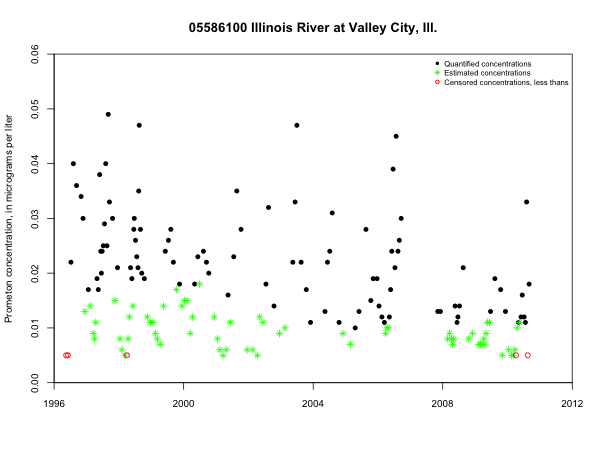 05586100 Illinois River at Valley City, Ill.
Quantified concentrations
Estimated concentrations
Censored concentrations, less thans
Prometon concentration, in micrograms per liter
0.06
0.05
0.04
0.03
0.02
0.01
0.00
1996 2000 2004 2008 2012